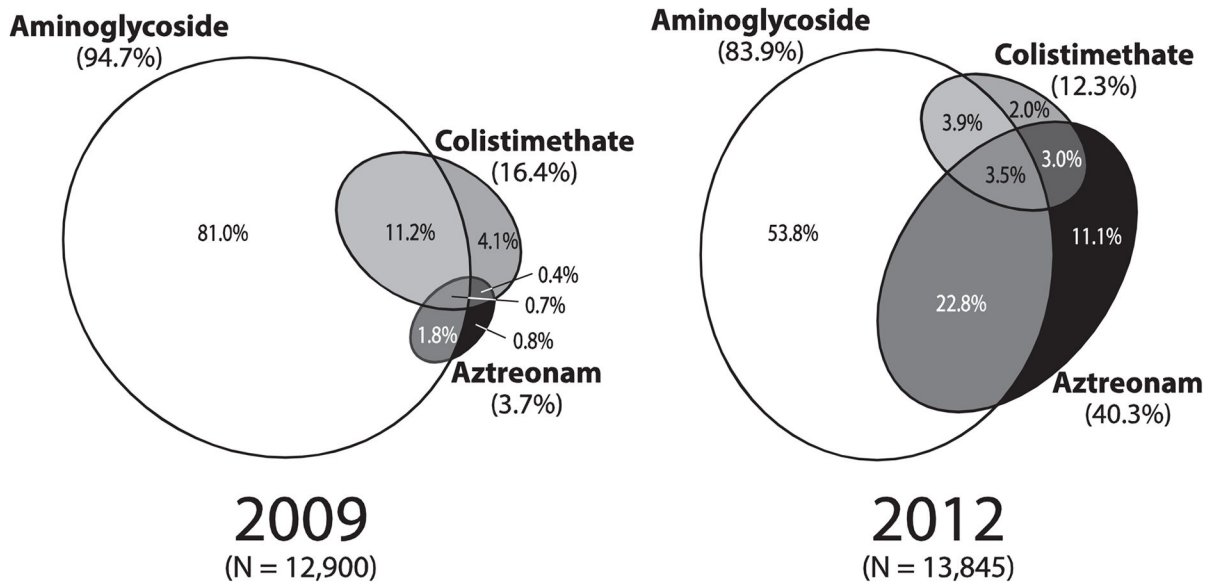 Aminoglycoside
(94.7%)
Colistimethate
(16.4%)
81.0%
11.2%
4.1%
0.4%
0.7%
1.8%
0.8%
Aztreonam
(3.7%)
2009
(N = 12,900)
Aminoglycoside
(83.9%)
Colistimethate
(12.3%)
2.0%
3.9%
3.0%
3.5%
53.8%
11.1%
22.8%
Aztreonam
(40.3%)
2012
(N = 13,845)